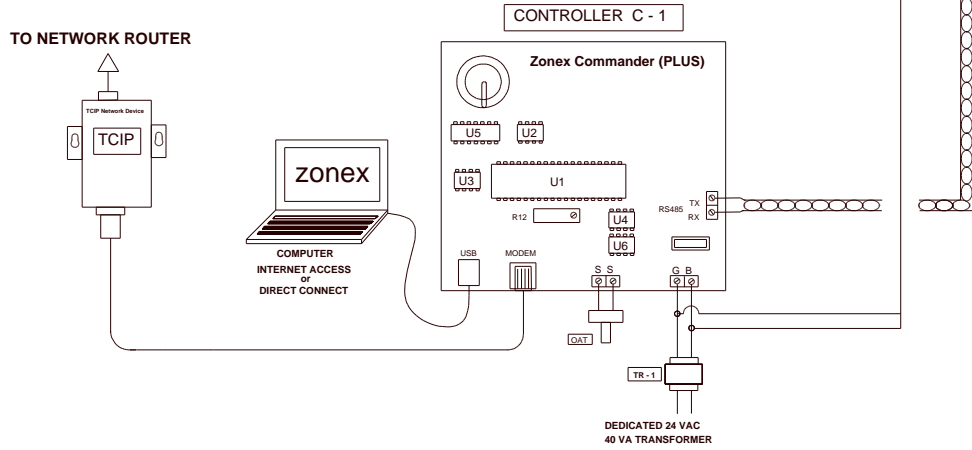 CONTROLLER C - 1
TO NETWORK ROUTER
Zonex Commander (PLUS)
TCIP Network Device
TCIP
U5
U2
zonex
U3
U1
TX
RS485
RX
R12
U4
U6
COMPUTER
INTERNET ACCESS
or
DIRECT CONNECT
USB
MODEM
S S
G B
OAT
TR - 1
DEDICATED 24 VAC
40 VA TRANSFORMER